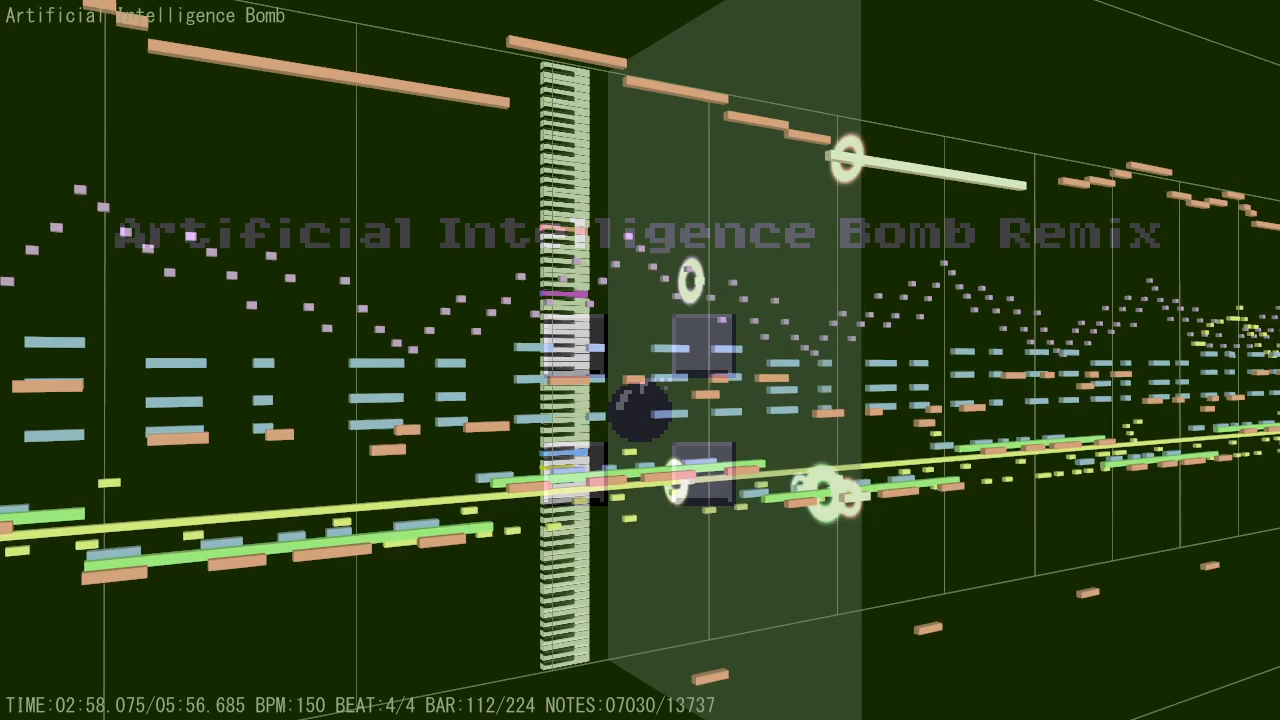 Artificial Intelligence Bomb
Artificial Intelligence Bomb Remix
TIME:02:58.075/05:56.685 BPM:150 BEAT:4/4 BAR:112/224 NOTES:07030/13737